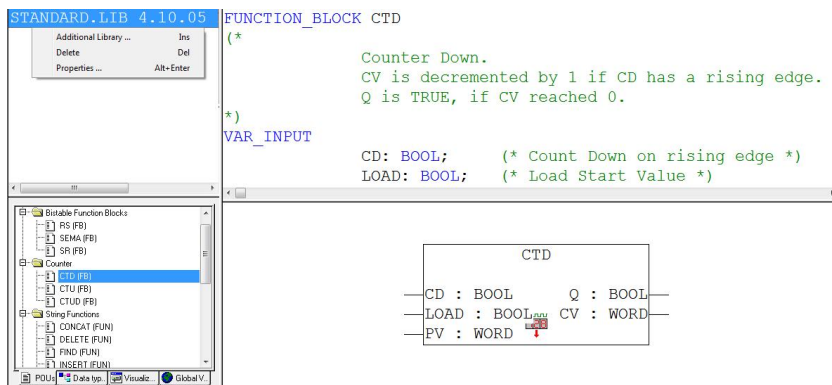 STANDARD.LIB 4.10.05
Additional Library ... Ins
Delete Del
Properties ... Alt+Enter
FUNCTION_BLOCK CTD
(*
Counter Down.
CV is decremented by 1 if CD has a rising edge.
Q is TRUE, if CV reached 0.
*)
VAR_INPUT
CD: BOOL; (* Count Down on rising edge *)
LOAD: BOOL; (* Load Start Value *)
Bistable Function Blocks
RS (FB)
SEMA (FB)
SR (FB)
Counter
CTD (FB)
CTU (FB)
CTUD (FB)
String Functions
CONCAT (FUN)
DELETE (FUN)
FIND (FUN)
INSERT (FUN)
POUs Data typ.. Visualiz... Global V..
CTD
CD : BOOL Q : BOOL
LOAD : BOOL CV : WORD
PV : WORD